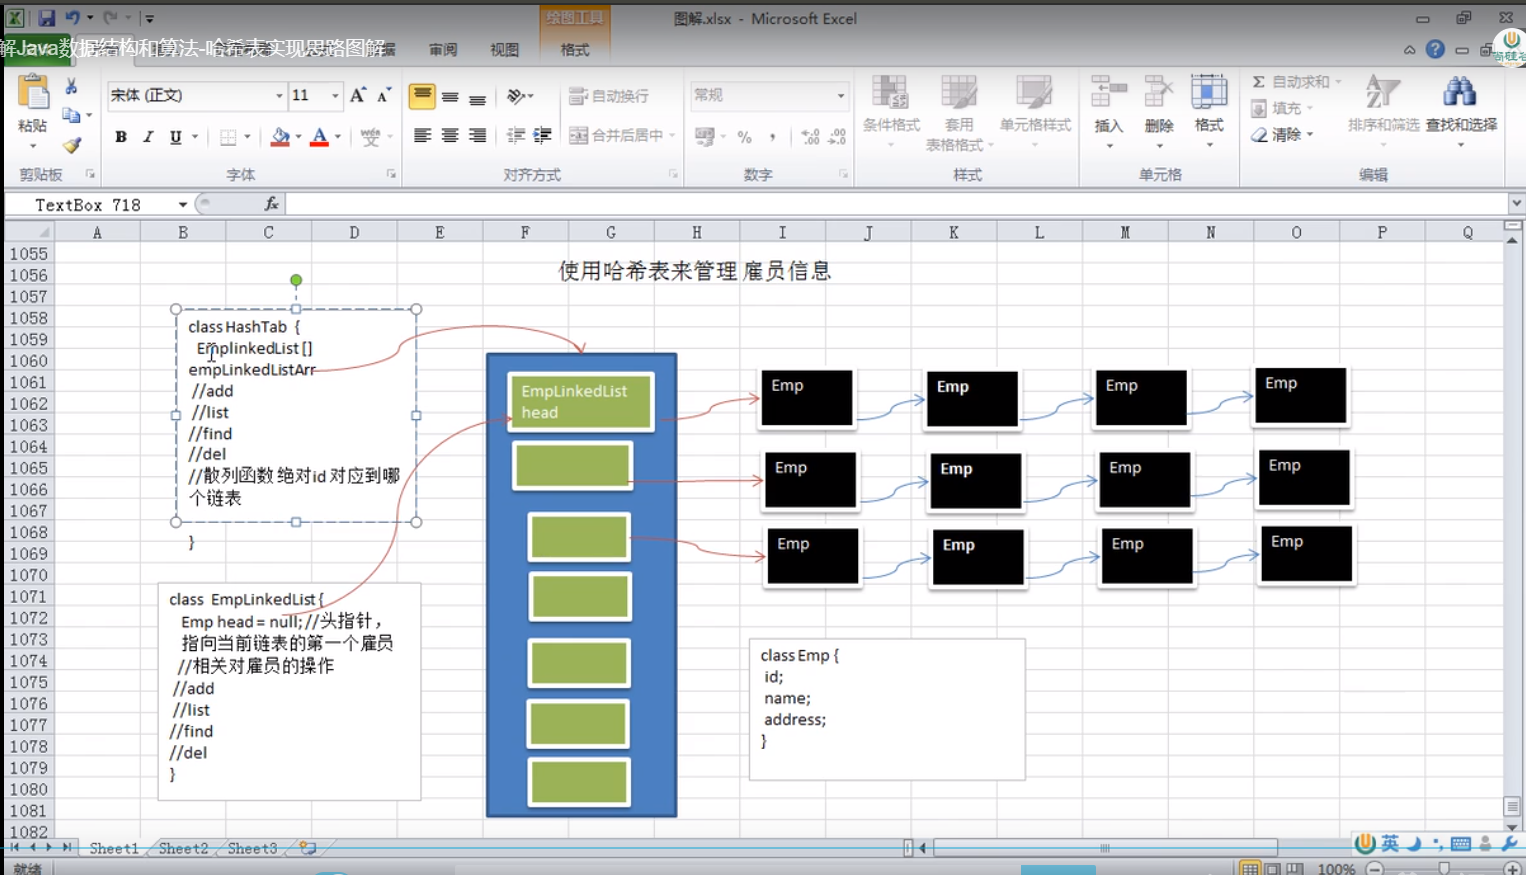 图解.xlsx - Microsoft Excel
绘图工具
解Java数据结构和算法-哈希表实现思路图解
审阅
视图
格式
宋体 (正文)
11
自动换行
常规
Σ 自动求和
填充
清除
粘贴
B I U
wén
合并后居中
%
条件格式
套用
表格格式
单元格样式
插入
删除
格式
排序和筛选
查找和选择
剪贴板
字体
对齐方式
数字
样式
单元格
编辑
TextBox 718
fx
A B C D E F G H I J K L M N O P Q
1055
1056
1057
1058
1059
1060
1061
1062
1063
1064
1065
1066
1067
1068
1069
1070
1071
1072
1073
1074
1075
1076
1077
1078
1079
1080
1081
1082
使用哈希表来管理 雇员信息
class HashTab {
EmplinkedList []
empLinkedListArr
//add
//list
//find
//del
//散列函数 绝对id 对应到哪
个链表
}
class EmpLinkedList {
Emp head = null; //头指针，
指向当前链表的第一个雇员
//相关对雇员的操作
//add
//list
//find
//del
}
EmpLinkedList
head
Emp Emp Emp Emp
Emp Emp Emp Emp
Emp Emp Emp Emp
class Emp {
id;
name;
address;
}
Sheet1 Sheet2 Sheet3
英
就绪
100%